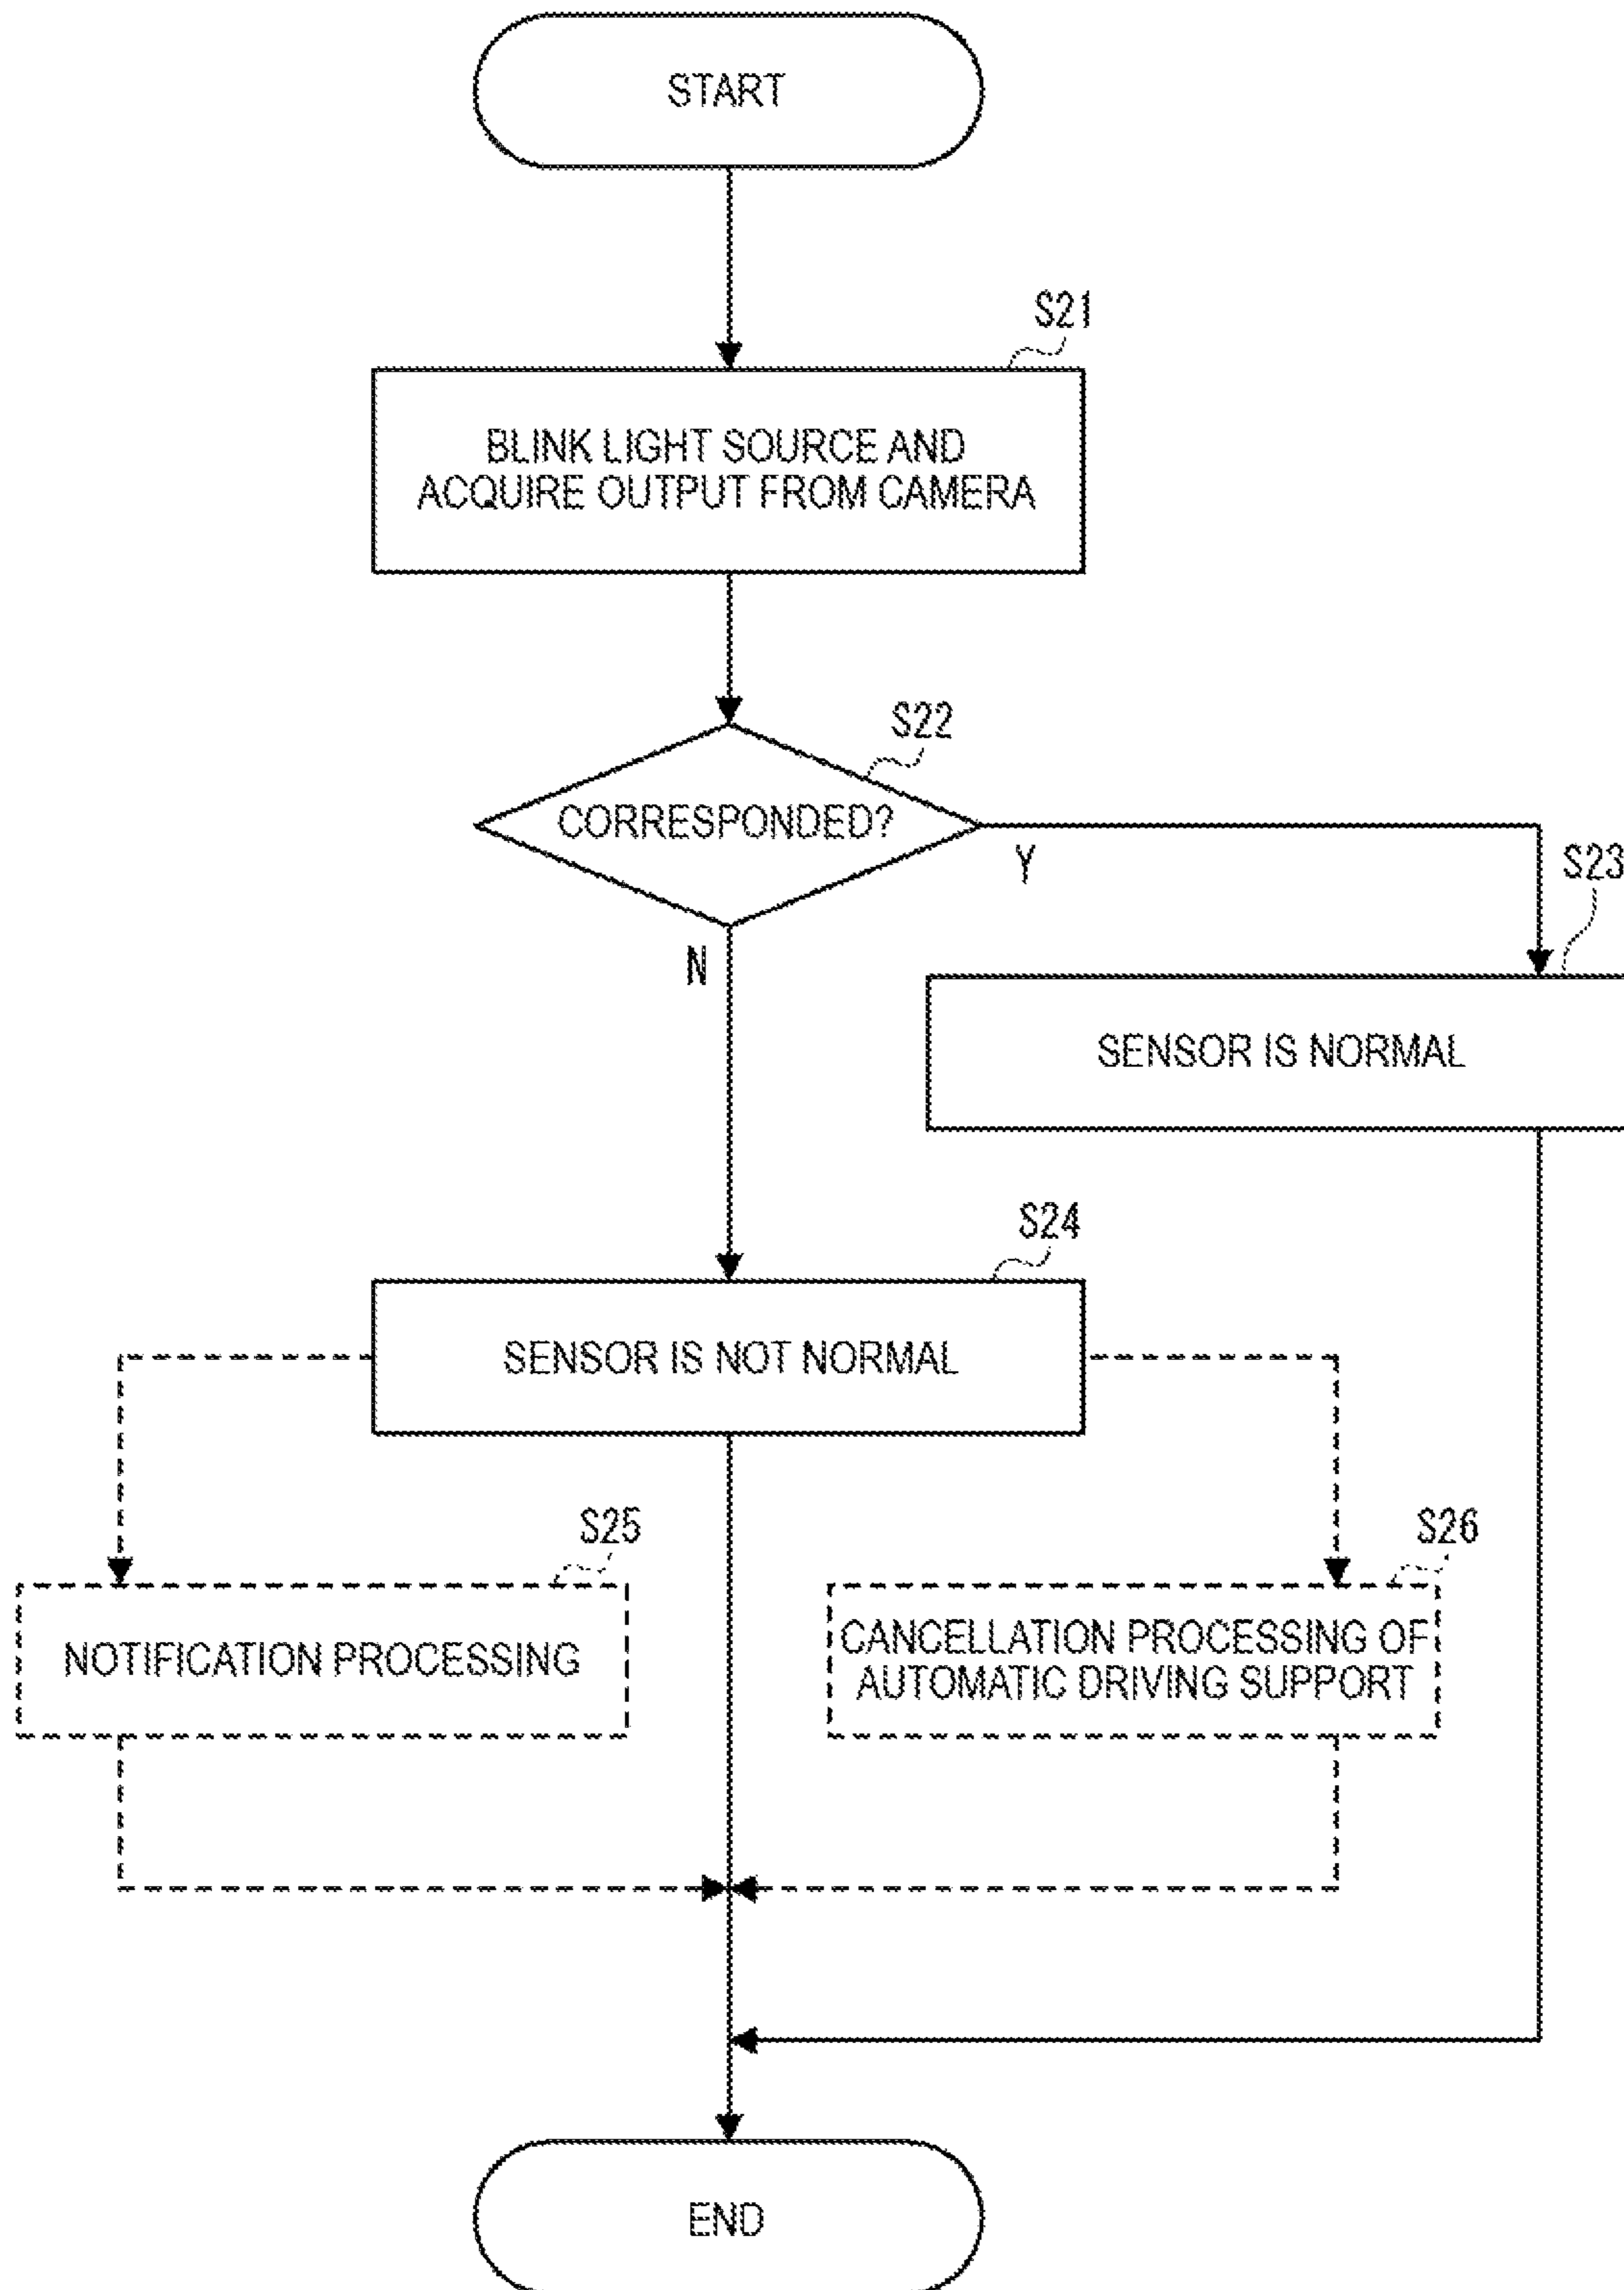 START
S21
BLINK LIGHT SOURCE AND
ACQUIRE OUTPUT FROM CAMERA
S22
CORRESPONDED?
Y
S23
N
SENSOR IS NORMAL
S24
SENSOR IS NOT NORMAL
S25
S26
NOTIFICATION PROCESSING
CANCELLATION PROCESSING OF
AUTOMATIC DRIVING SUPPORT
END